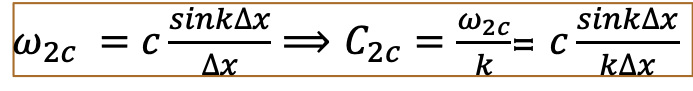 ω₂c = c sinkΔx/Δx ⟹ C₂c = ω₂c/k = c sinkΔx/kΔx